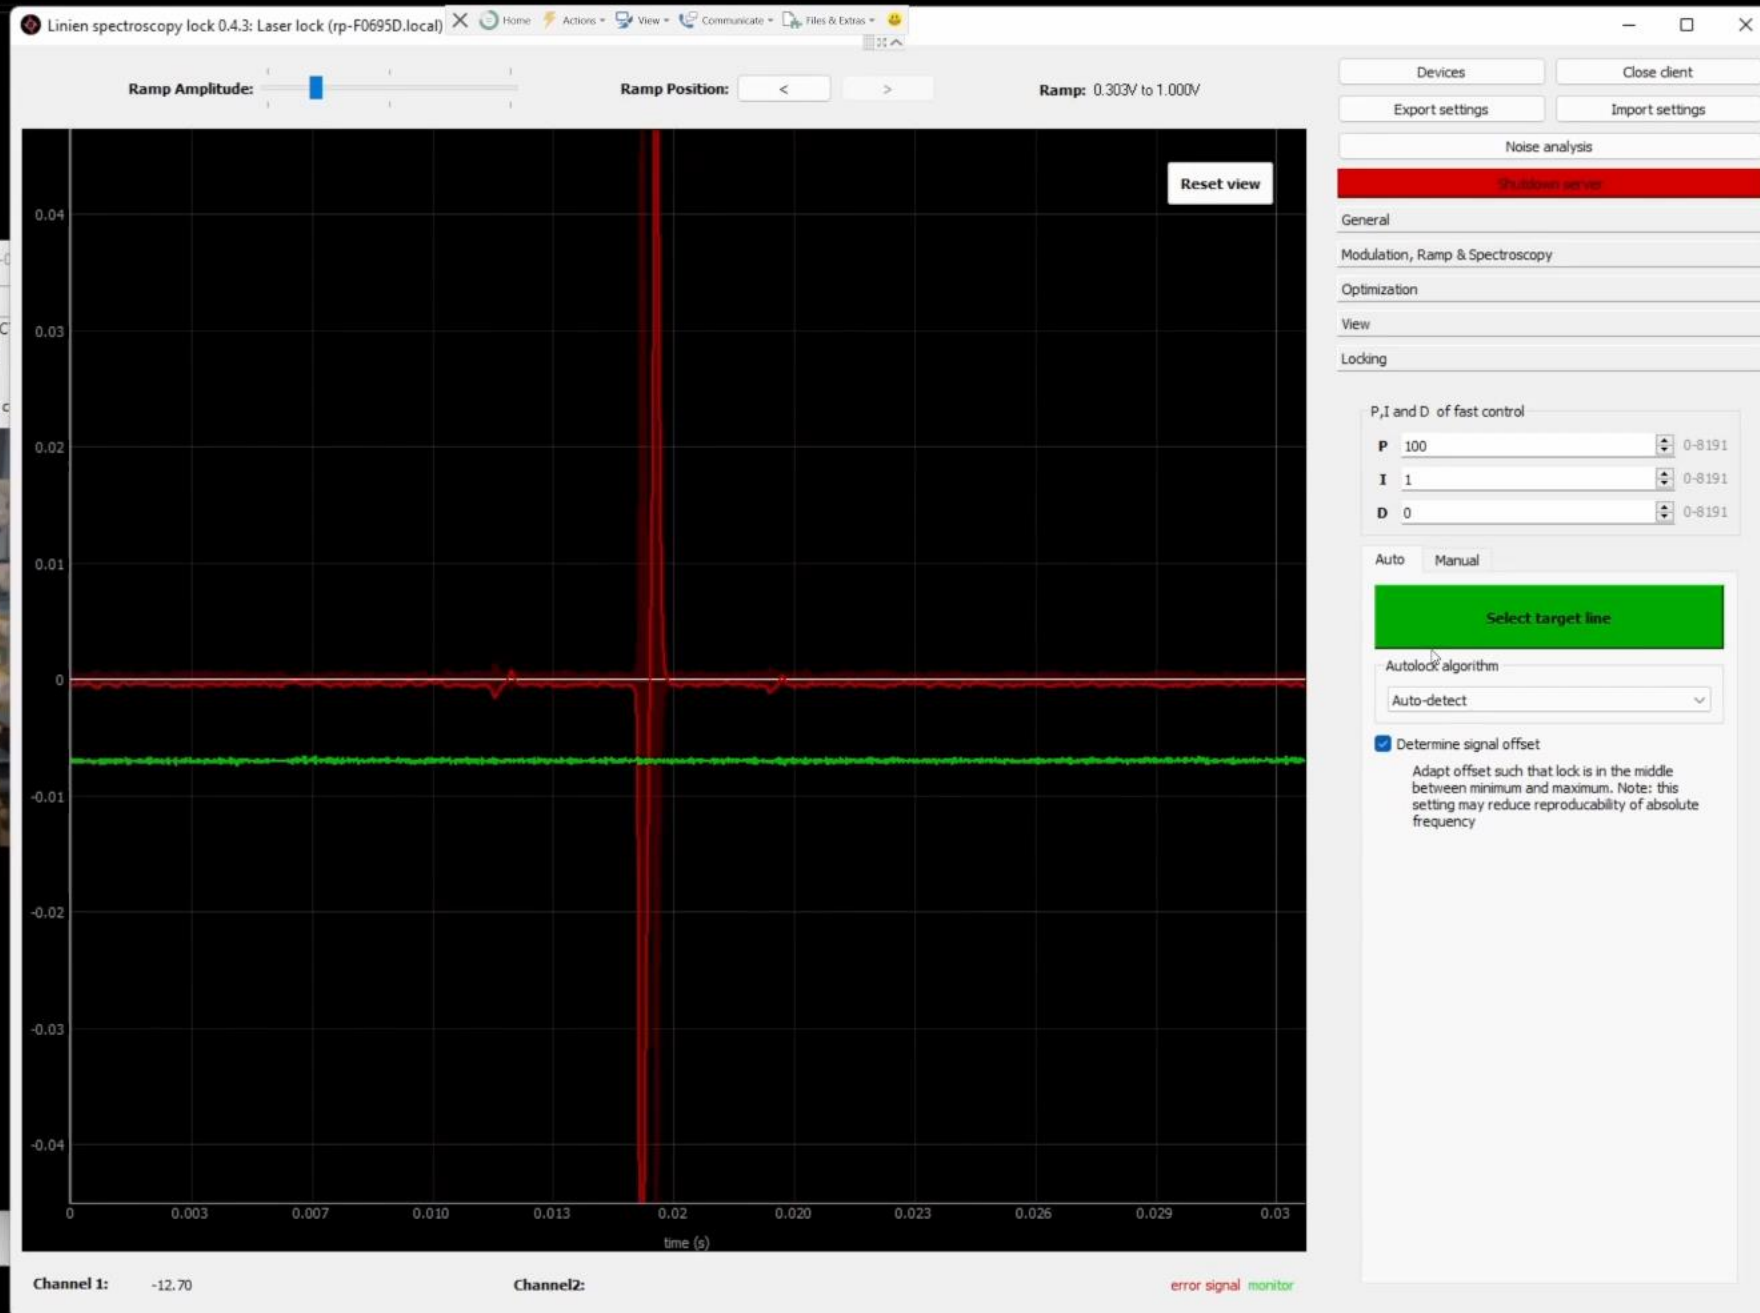 Linien spectroscopy lock 0.4.3: Laser lock (rp-F0695D.local)
Home Actions View Communicate Files & Extras
Ramp Amplitude:
Ramp Position: < >
Ramp: 0.303V to 1.000V
Devices Close client
Export settings Import settings
Noise analysis
Shutdown server
General
Modulation, Ramp & Spectroscopy
Optimization
View
Locking
P,I and D of fast control
P 100 0-8191
I 1 0-8191
D 0 0-8191
Auto Manual
Select target line
Autolock algorithm
Auto-detect
Determine signal offset
Adapt offset such that lock is in the middle
between minimum and maximum. Note: this
setting may reduce reproducability of absolute
frequency
Reset view
0.04
0.03
0.02
0.01
0
-0.01
-0.02
-0.03
-0.04
0 0.003 0.007 0.010 0.013 0.02 0.020 0.023 0.026 0.029 0.03
time (s)
Channel 1: -12.70
Channel2:
error signal monitor